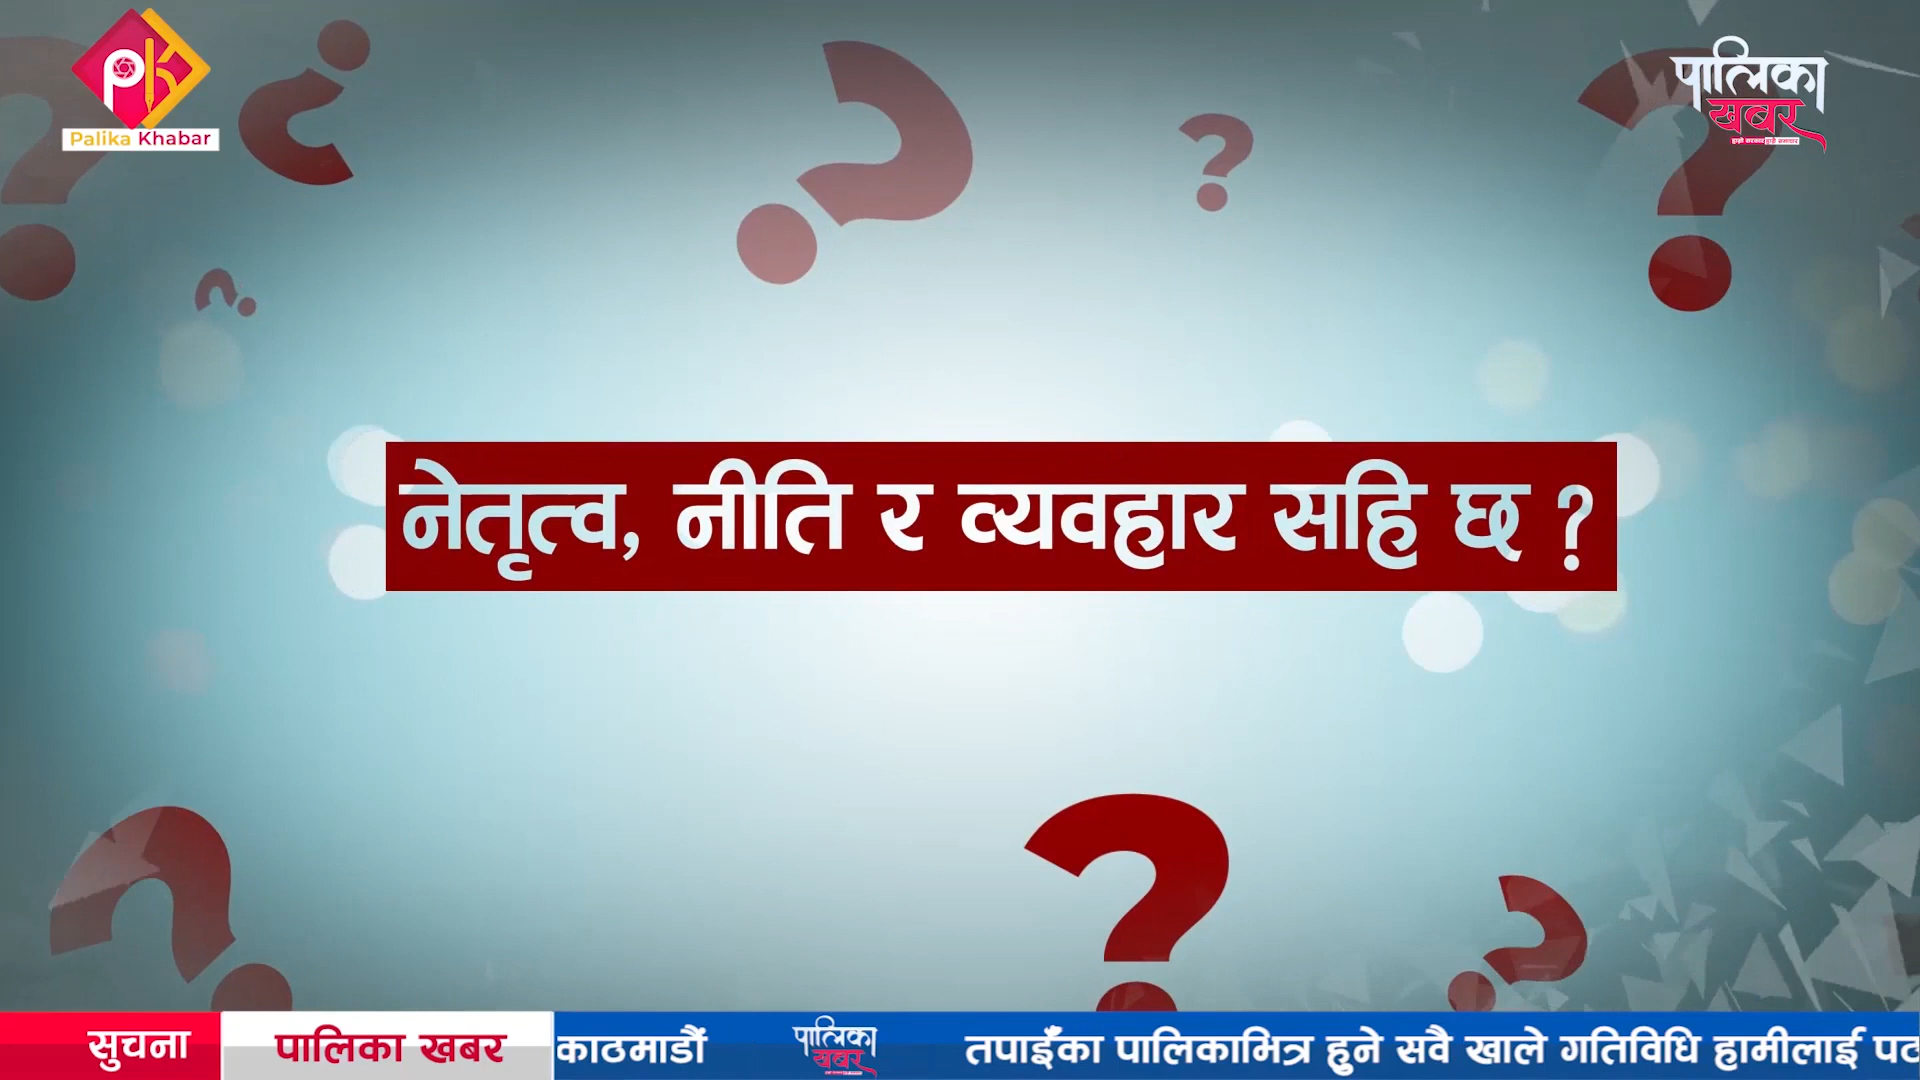 Palika Khabar
पालिका
खबर
नेतृत्व, नीति र व्यवहार सहि छ ?
सुचना
पालिका खबर
काठमाडौं
पालिका
खबर
तपाईँका पालिकाभित्र हुने सवै खाले गतिविधि हामीलाई